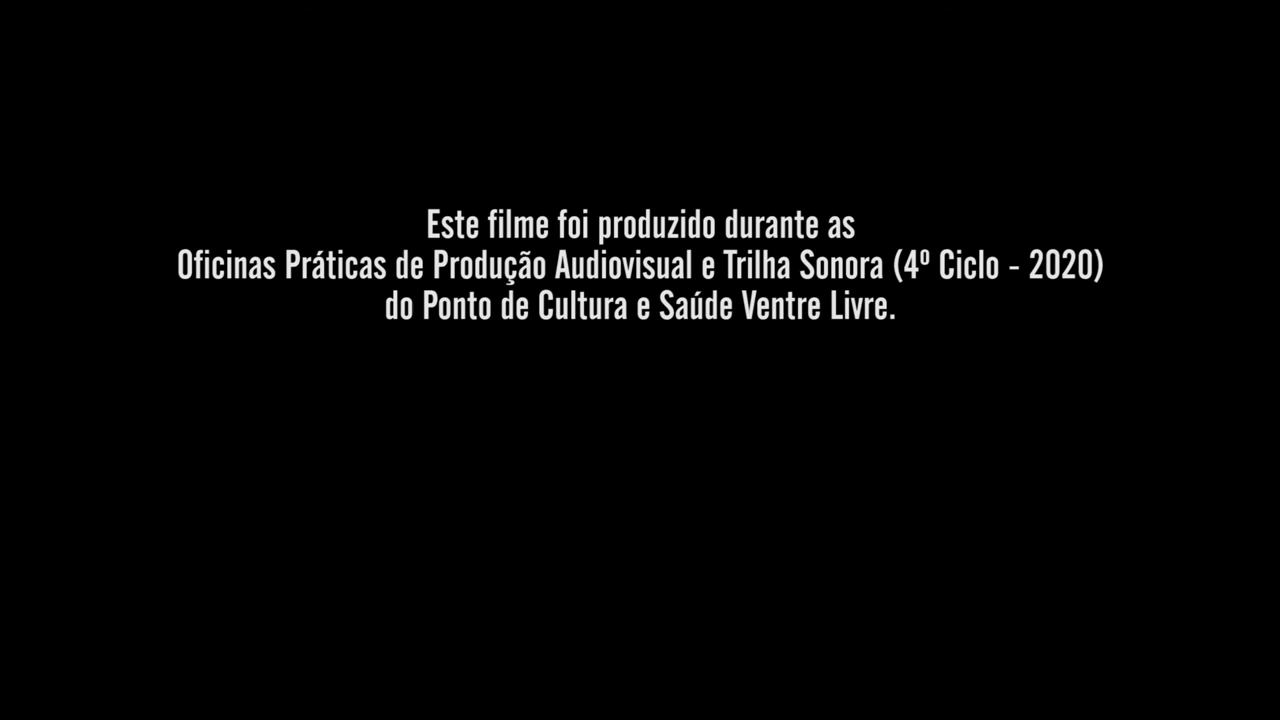 Este filme foi produzido durante as
Oficinas Práticas de Produção Audiovisual e Trilha Sonora (4º Ciclo - 2020)
do Ponto de Cultura e Saúde Ventre Livre.